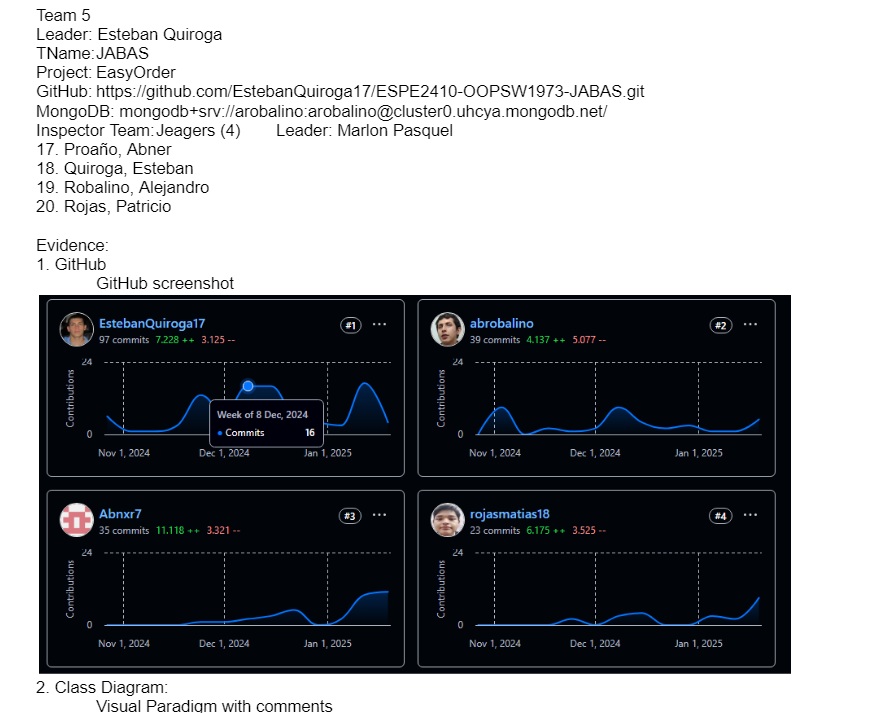 Team 5
Leader: Esteban Quiroga
TName: JABAS
Project: EasyOrder
GitHub: https://github.com/EstebanQuiroga17/ESPE2410-OOPSW1973-JABAS.git
MongoDB: mongodb+srv://arobalino:arobalino@cluster0.uhcya.mongodb.net/
Inspector Team: Jeagers (4) Leader: Marlon Pasquel
17. Proaño, Abner
18. Quiroga, Esteban
19. Robalino, Alejandro
20. Rojas, Patricio
Evidence:
1. GitHub
GitHub screenshot
EstebanQuiroga17 #1 ...
97 commits 7.228 ++ 3.125 --
24
Contributions
Week of 8 Dec, 2024
Commits 16
0
Nov 1, 2024 Dec 1, 2024 Jan 1, 2025
abrobalino #2 ...
39 commits 4.137 ++ 5.077 --
24
Contributions
0
Nov 1, 2024 Dec 1, 2024 Jan 1, 2025
Abnxr7 #3 ...
35 commits 11.118 ++ 3.321 --
24
Contributions
0
Nov 1, 2024 Dec 1, 2024 Jan 1, 2025
rojasmatias18 #4 ...
23 commits 6.175 ++ 3.525 --
24
Contributions
0
Nov 1, 2024 Dec 1, 2024 Jan 1, 2025
2. Class Diagram:
Visual Paradigm with comments